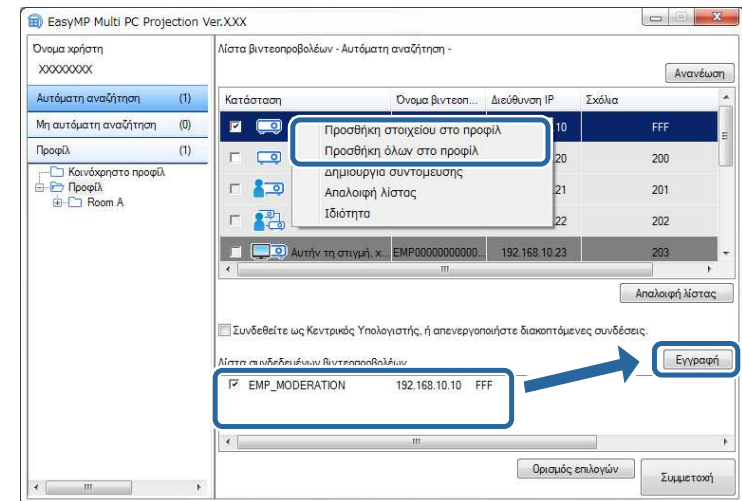 EasyMP Multi PC Projection Ver.XXX
Όνομα χρήστη
XXXXXXXX
Αυτόματη αναζήτηση (1)
Μη αυτόματη αναζήτηση (0)
Προφίλ (1)
Κοινόχρηστο προφίλ
Προφίλ
Room A
Λίστα βιντεοπροβολέων - Αυτόματη αναζήτηση -
Ανανέωση
Κατάσταση Όνομα βιντεοπ... Διεύθυνση IP Σχόλια
10 FFF
20 200
21 201
22 202
Αυτήν τη στιγμή, χ... EMP00000000000... 192.168.10.23 203
Προσθήκη στοιχείου στο προφίλ
Προσθήκη όλων στο προφίλ
Δημιουργία συντόμευσης
Απαλοιφή λίστας
Ιδιότητα
Απαλοιφή λίστας
Συνδεθείτε ως Κεντρικός Υπολογιστής, ή απενεργοποιήστε διακοπτόμενες συνδέσεις.
Λίστα συνδεδεμένων βιντεοπροβολέων
Εγγραφή
EMP_MODERATION 192.168.10.10 FFF
Ορισμός επιλογών
Συμμετοχή